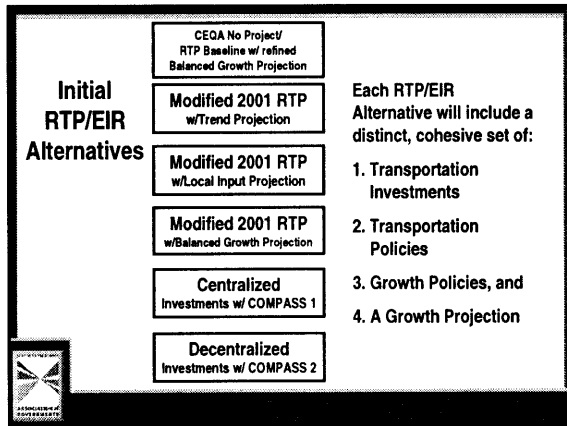 Initial
RTP/EIR
Alternatives
CEQA No Project/
RTP Baseline w/ refined
Balanced Growth Projection
Modified 2001 RTP
w/Trend Projection
Modified 2001 RTP
w/Local Input Projection
Modified 2001 RTP
w/Balanced Growth Projection
Centralized
Investments w/ COMPASS 1
Decentralized
Investments w/ COMPASS 2
Each RTP/EIR
Alternative will include a
distinct, cohesive set of:
1. Transportation
Investments
2. Transportation
Policies
3. Growth Policies, and
4. A Growth Projection
ASSOCIATION of
GOVERNMENTS